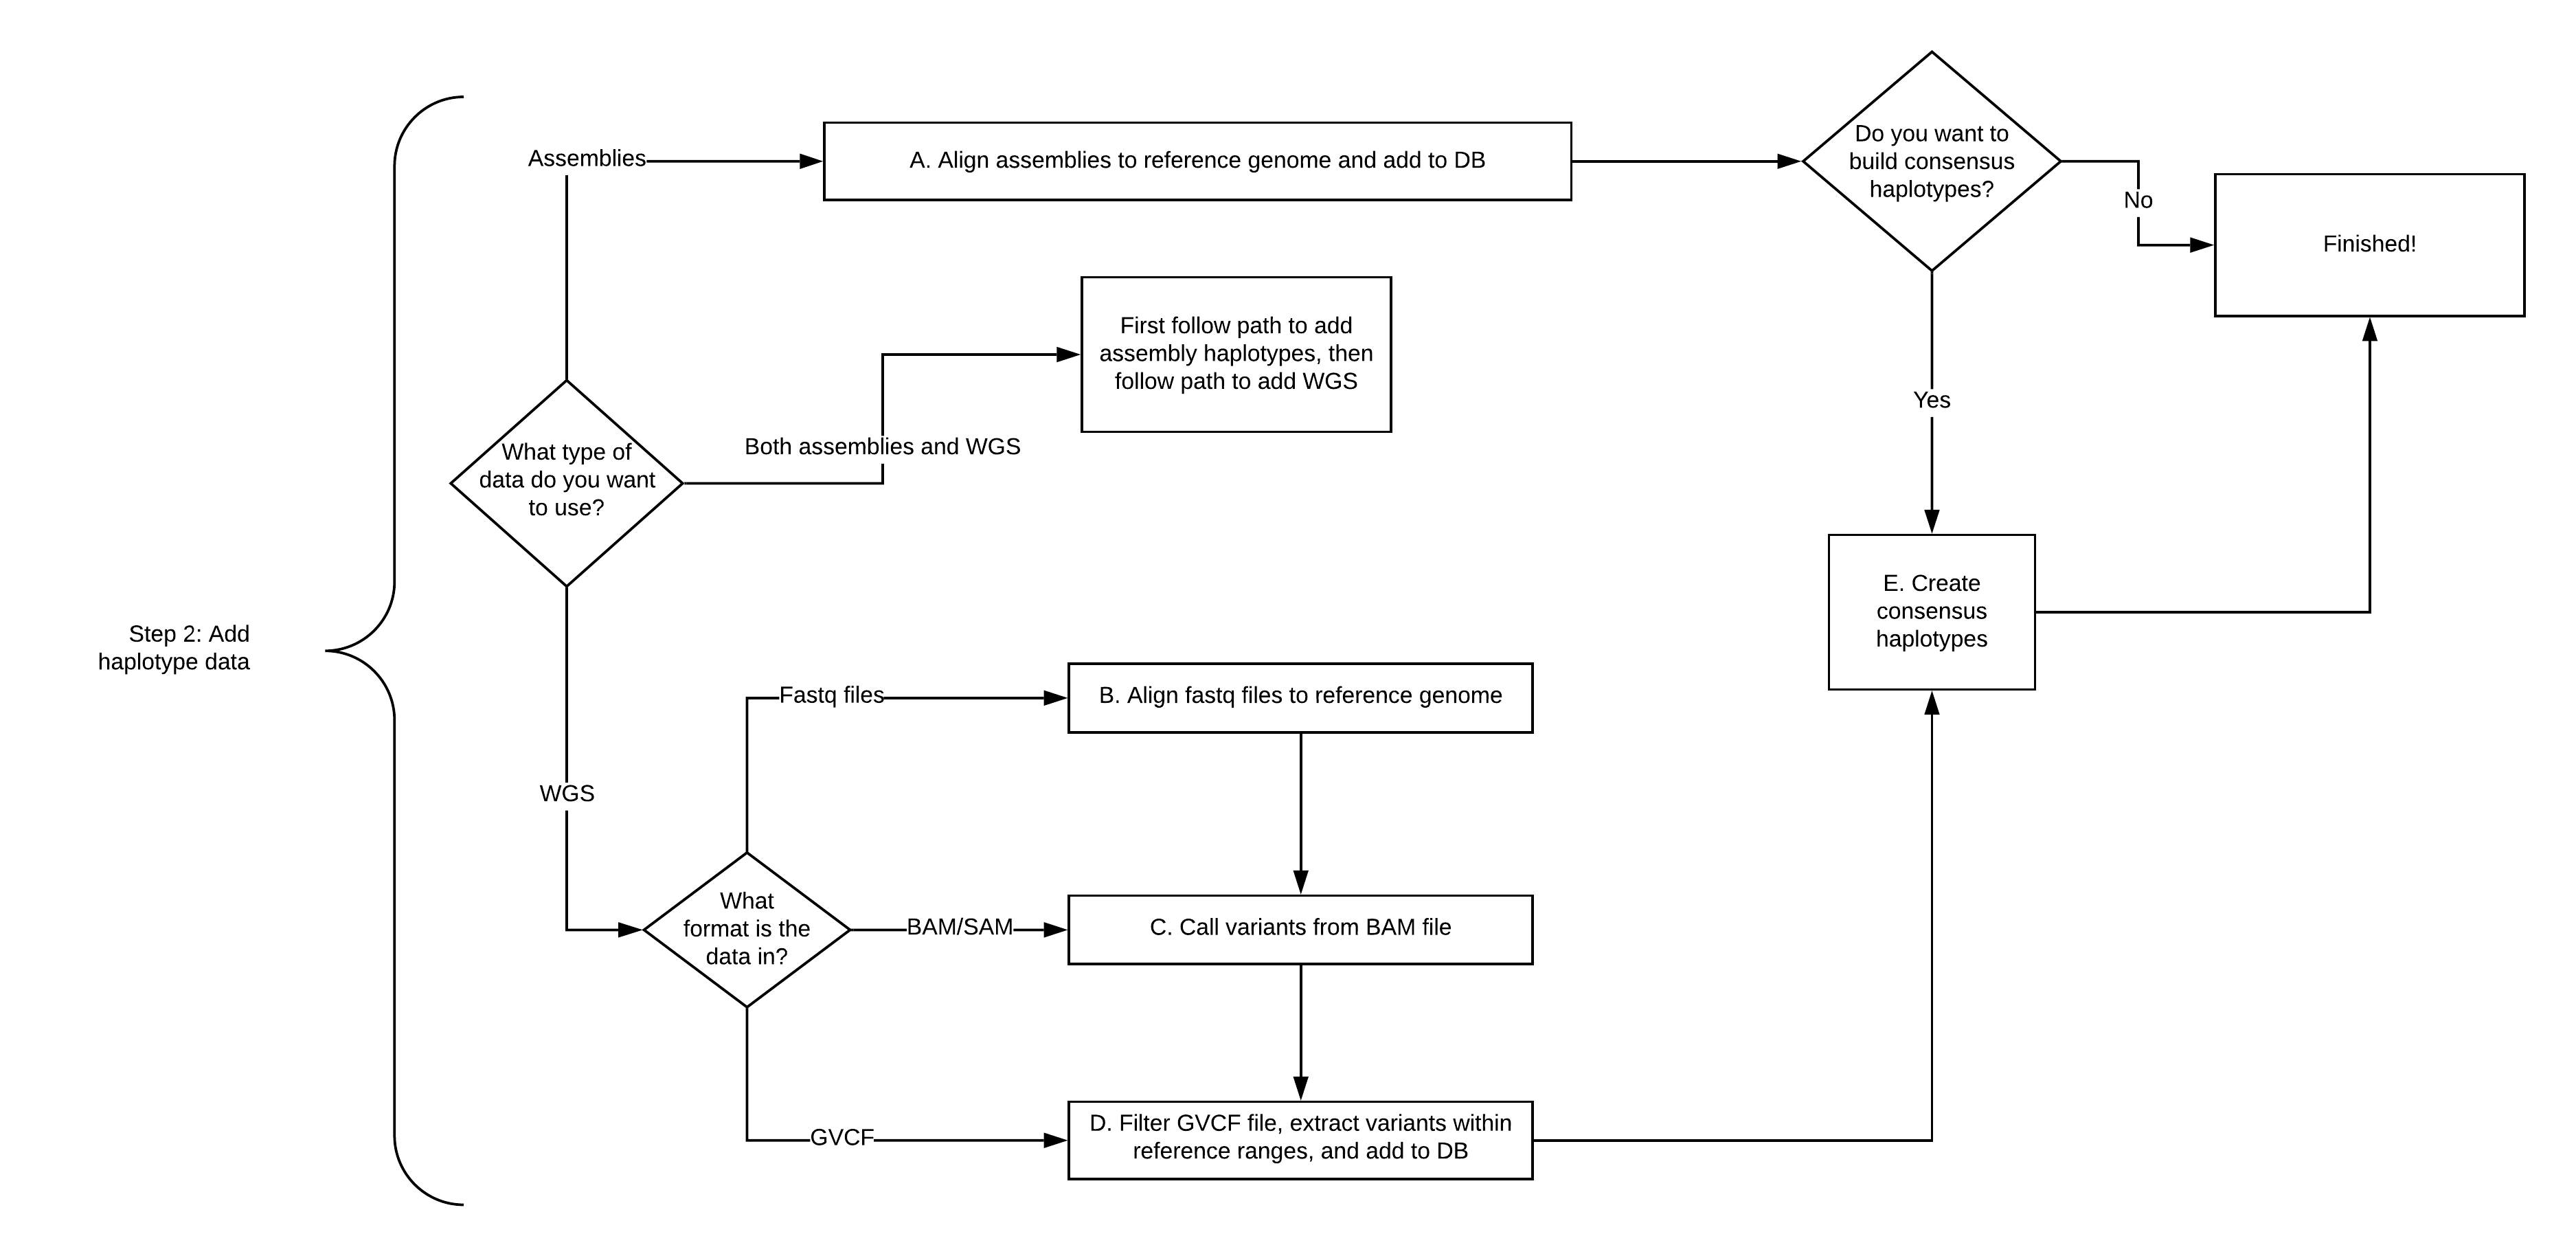 Step 2: Add
haplotype data
Assemblies
A. Align assemblies to reference genome and add to DB
Do you want to
build consensus
haplotypes?
No
Finished!
First follow path to add
assembly haplotypes, then
follow path to add WGS
Both assemblies and WGS
What type of
data do you want
to use?
Yes
E. Create
consensus
haplotypes
WGS
Fastq files
B. Align fastq files to reference genome
What
format is the
data in?
BAM/SAM
C. Call variants from BAM file
GVCF
D. Filter GVCF file, extract variants within
reference ranges, and add to DB